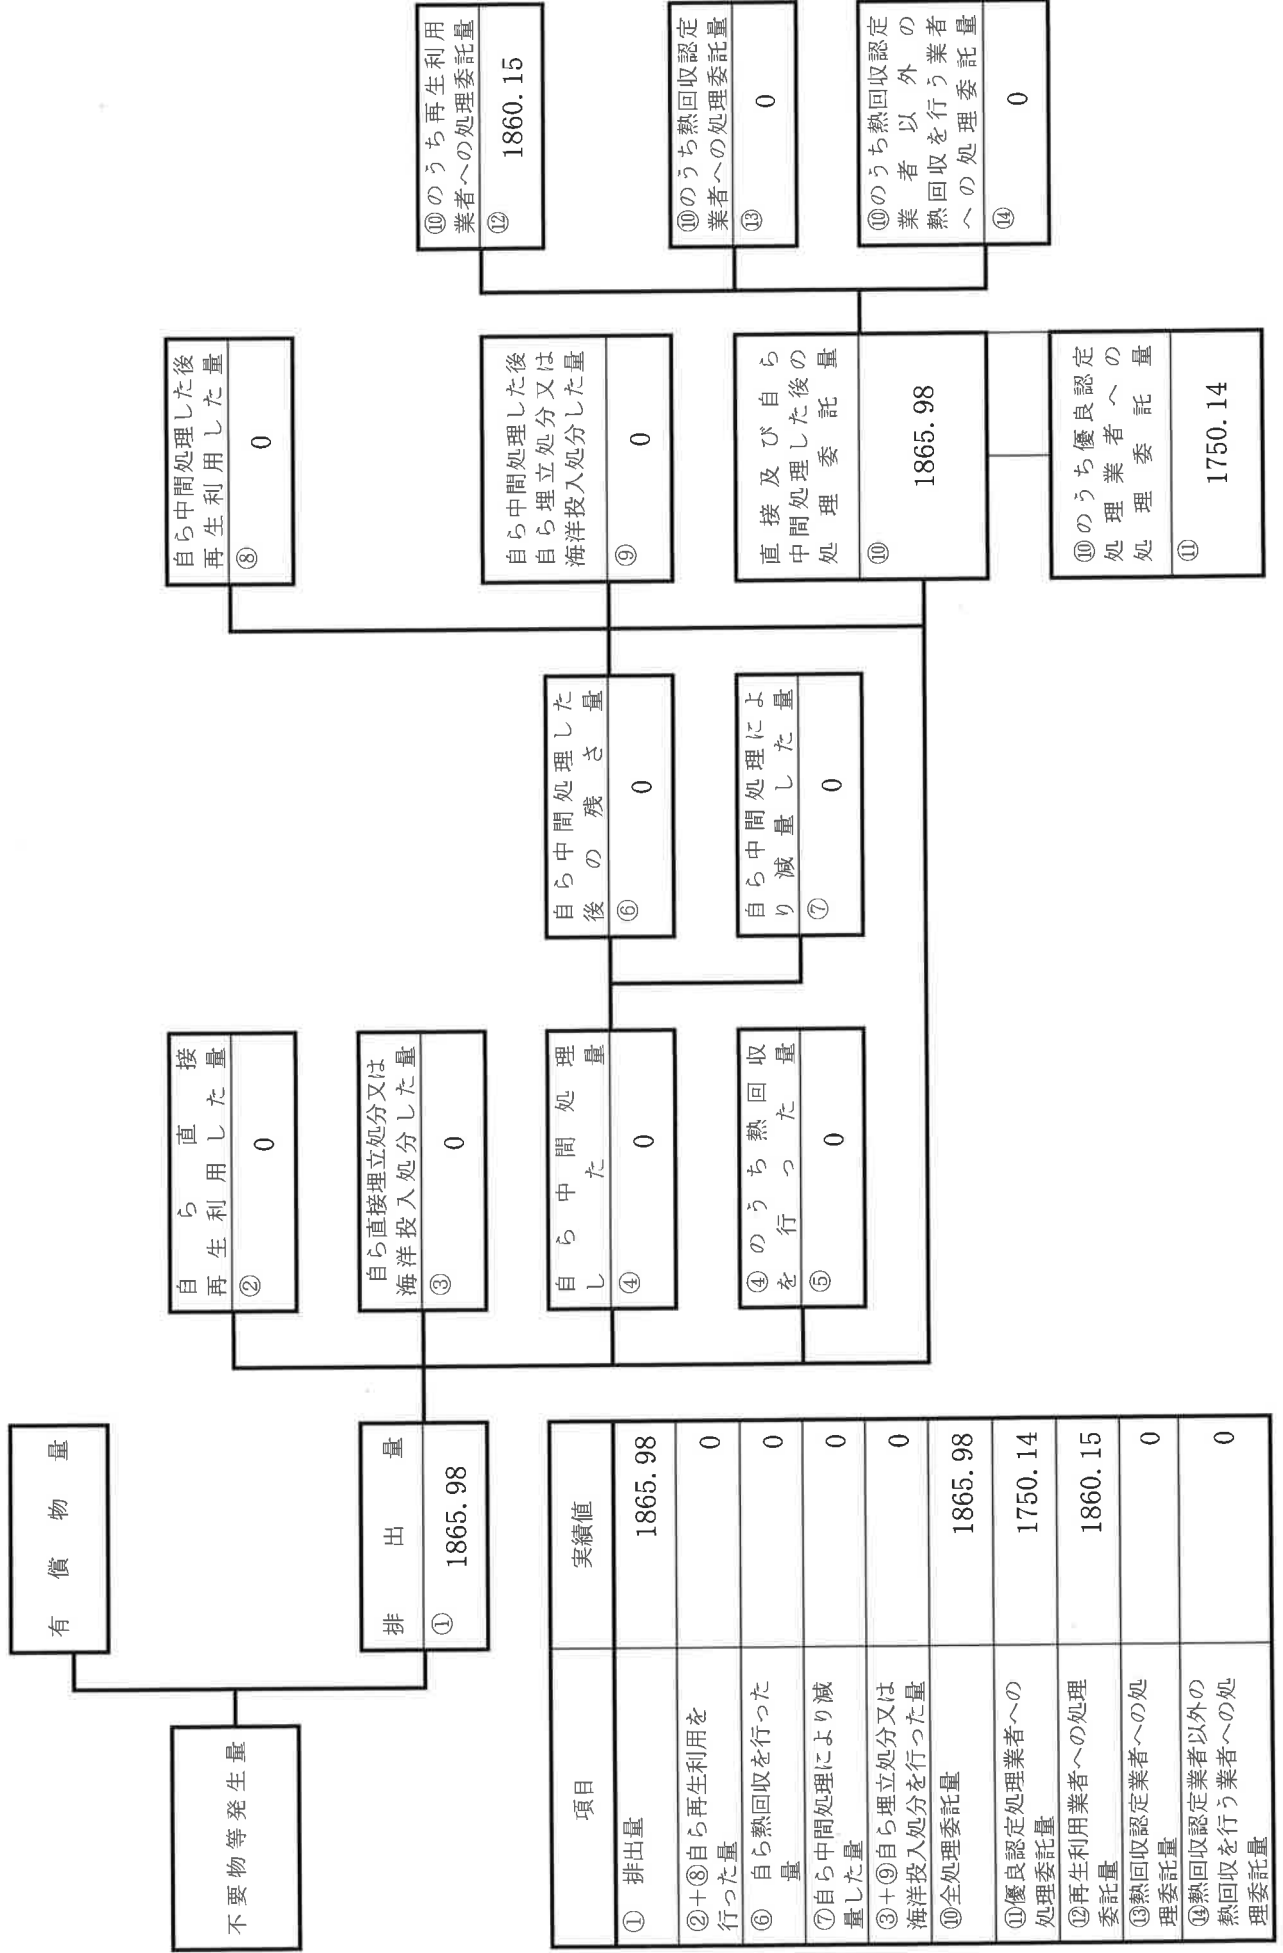 不要物等発生量
有償物量
排出量
①
1865.98
自ら直接
再生利用した量
②
0
自ら直接埋立処分又は
海洋投入処分した量
③
0
自ら中間処理
した量
④
0
④のうち熱回収
を行った量
⑤
0
自ら中間処理した
後の残さ量
⑥
0
自ら中間処理によ
り減量した量
⑦
0
自ら中間処理した後
再生利用した量
⑧
0
自ら中間処理した後
自ら埋立処分又は
海洋投入処分した量
⑨
0
直接及び自ら
中間処理した後の
処理委託量
⑩
1865.98
⑩のうち優良認定
処理業者への
処理委託量
⑪
1750.14
⑩のうち再生利用
業者への処理委託量
⑫
1860.15
⑩のうち熱回収認定
業者への処理委託量
⑬
0
⑩のうち熱回収認定
業者以外の
熱回収を行う業者
への処理委託量
⑭
0
項目 実績値
① 排出量 1865.98
②＋⑧自ら再生利用を
行った量 0
⑥ 自ら熱回収を行った
量 0
⑦自ら中間処理により減
量した量 0
③＋⑨自ら埋立処分又は
海洋投入処分を行った量 0
⑩全処理委託量 1865.98
⑪優良認定処理業者への
処理委託量 1750.14
⑫再生利用業者への処理
委託量 1860.15
⑬熱回収認定業者への処
理委託量 0
⑭熱回収認定業者以外の
熱回収を行う業者への処
理委託量 0